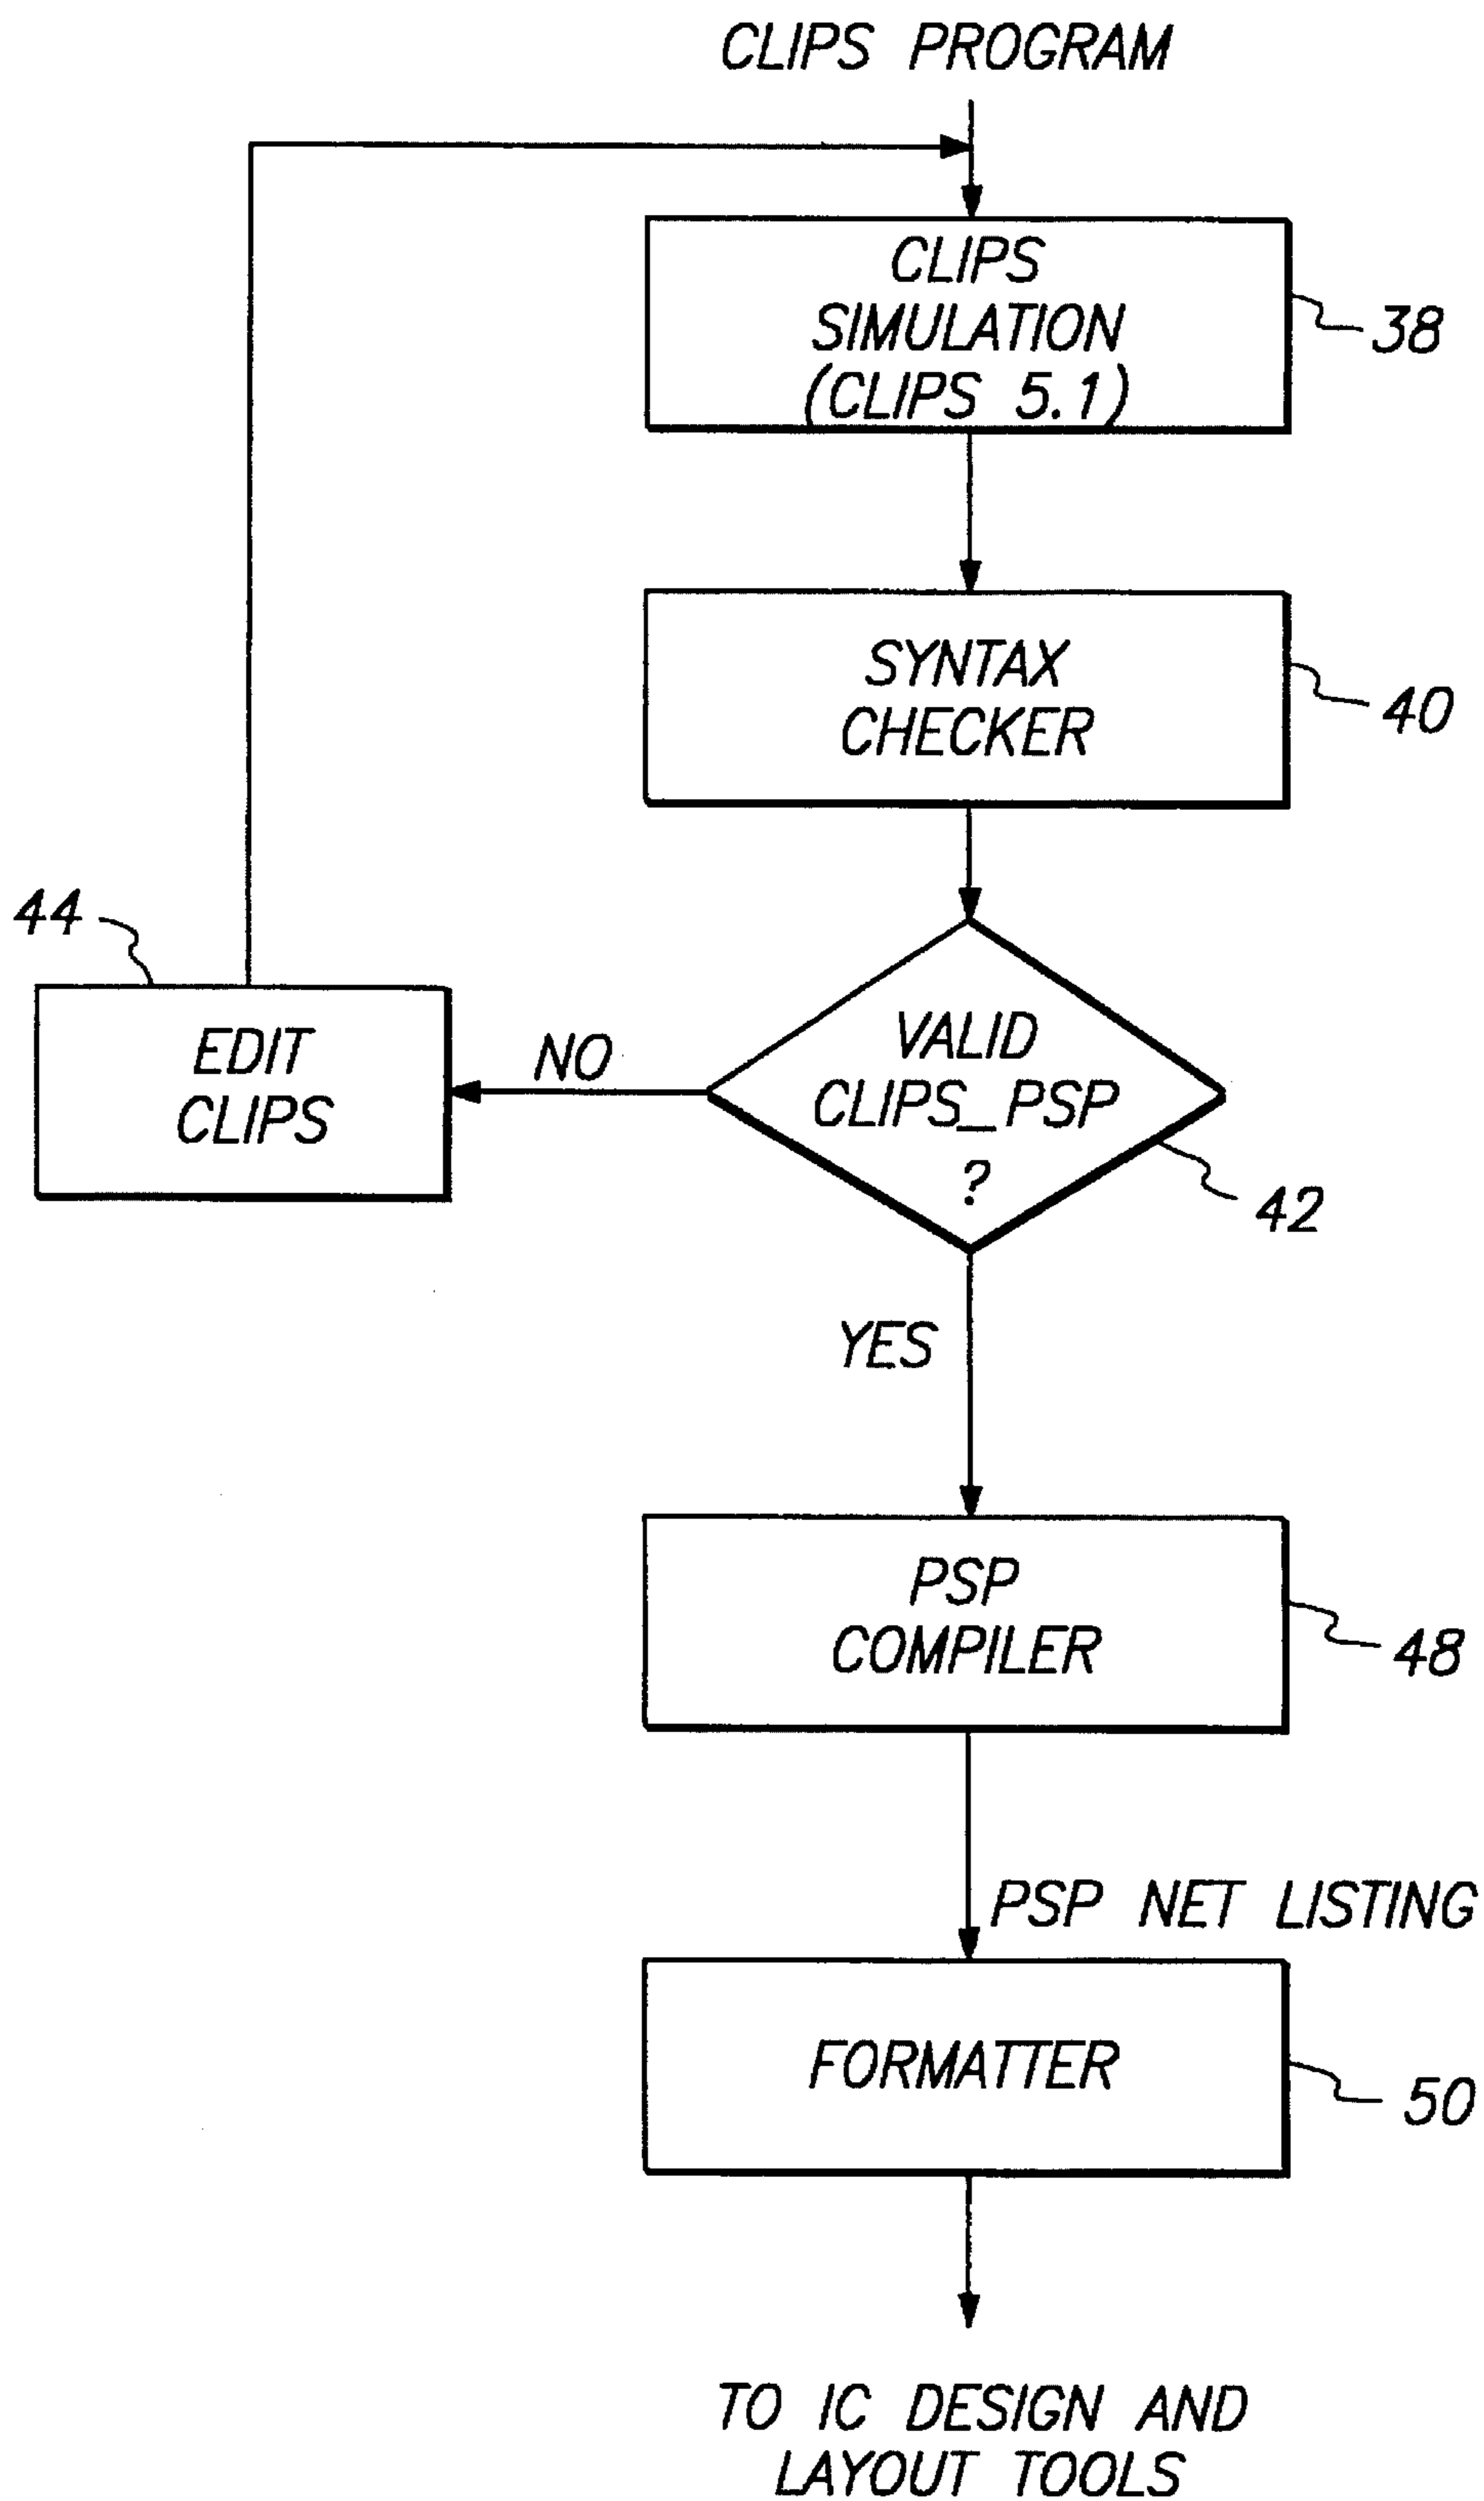 CLIPS PROGRAM
CLIPS
SIMULATION
(CLIPS 5.1)
38
SYNTAX
CHECKER
40
44
EDIT
CLIPS
NO
VALID
CLIPS_PSP
?
42
YES
PSP
COMPILER
48
PSP NET LISTING
FORMATTER
50
TO IC DESIGN AND
LAYOUT TOOLS